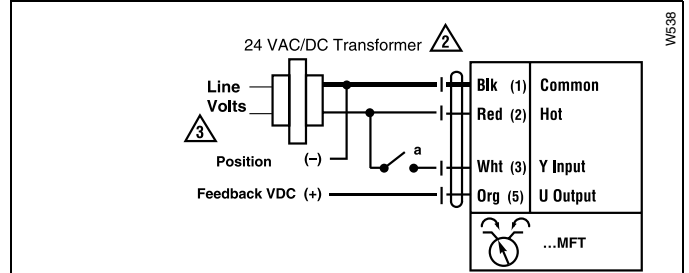 W538
24 VAC/DC Transformer 2
Line
Volts
3
Blk (1) Common
Red (2) Hot
a
Position (–)
Wht (3) Y Input
Feedback VDC (+)
Org (5) U Output
...MFT